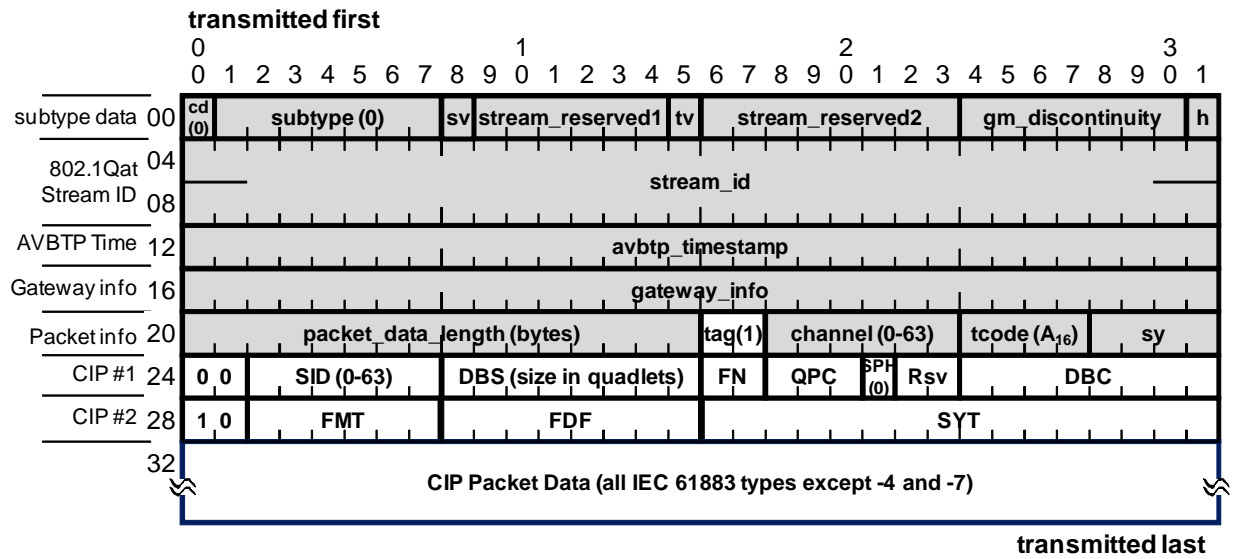 transmitted first
0 1 2 3
0 1 2 3 4 5 6 7 8 9 0 1 2 3 4 5 6 7 8 9 0 1 2 3 4 5 6 7 8 9 0 1
subtype data 00 cd (0) subtype (0) sv stream_reserved1 tv stream_reserved2 gm_discontinuity h
802.1Qat Stream ID 04 08 stream_id
AVBTP Time 12 avbtp_timestamp
Gateway info 16 gateway_info
Packet info 20 packet_data_length (bytes) tag(1) channel (0-63) tcode (A₁₆) sy
CIP #1 24 0 0 SID (0-63) DBS (size in quadlets) FN QPC SPH (0) Rsv DBC
CIP #2 28 1 0 FMT FDF SYT
32 CIP Packet Data (all IEC 61883 types except -4 and -7)
transmitted last